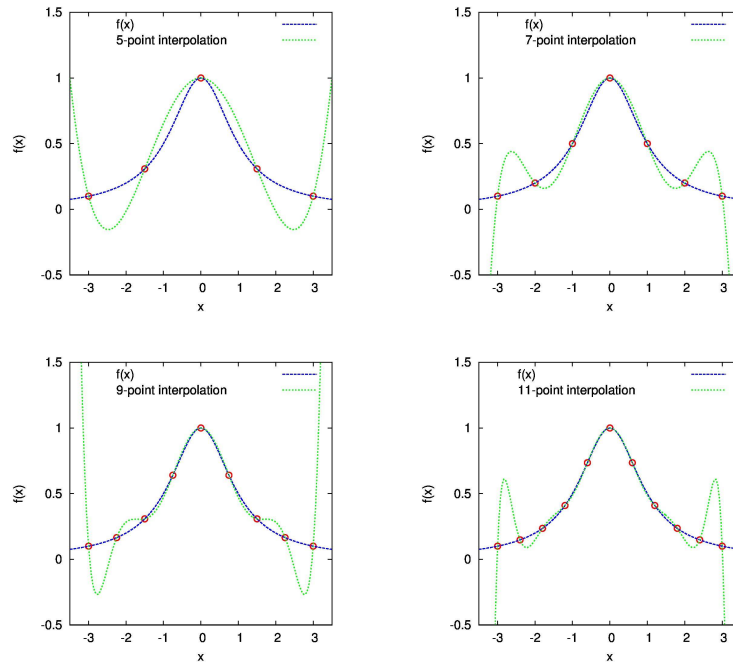 f(x)
5-point interpolation
1.5
1
0.5
0
-0.5
-3 -2 -1 0 1 2 3
f(x)
x
f(x)
7-point interpolation
1.5
1
0.5
0
-0.5
-3 -2 -1 0 1 2 3
f(x)
x
f(x)
9-point interpolation
1.5
1
0.5
0
-0.5
-3 -2 -1 0 1 2 3
f(x)
x
f(x)
11-point interpolation
1.5
1
0.5
0
-0.5
-3 -2 -1 0 1 2 3
f(x)
x